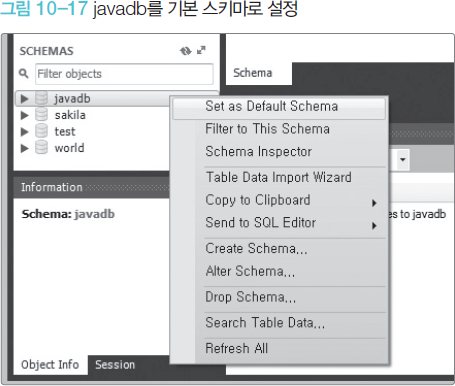 그림 10-17 javadb를 기본 스키마로 설정
SCHEMAS
Filter objects
javadb
sakila
test
world
Schema
Set as Default Schema
Filter to This Schema
Schema Inspector
Table Data Import Wizard
Copy to Clipboard
Send to SQL Editor
Create Schema...
Alter Schema...
Drop Schema...
Search Table Data...
Refresh All
Information
Schema: javadb
es to javadb
Object Info
Session